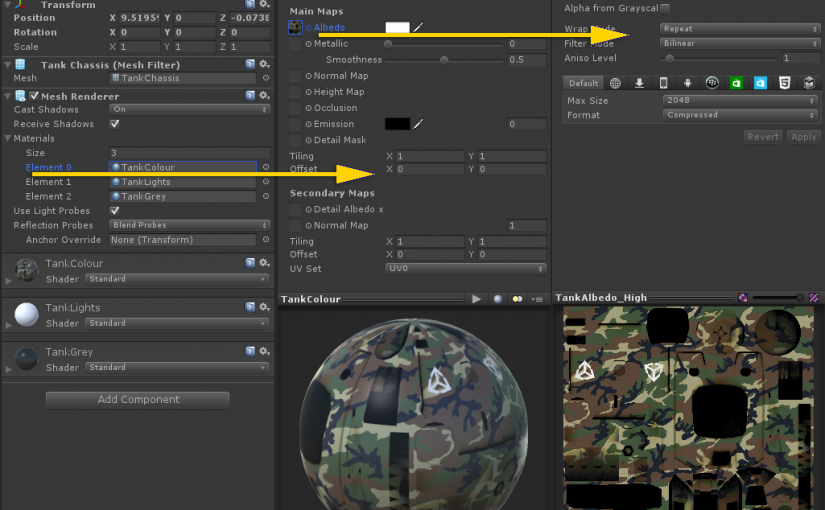 Transform
Position X 9.51959 Y 0 Z -0.0738
Rotation X 0 Y 0 Z 0
Scale X 1 Y 1 Z 1
Tank Chassis (Mesh Filter)
Mesh TankChassis
Mesh Renderer
Cast Shadows On
Receive Shadows
Materials
Size 3
Element 0 TankColour
Element 1 TankLights
Element 2 TankGrey
Use Light Probes
Reflection Probes Blend Probes
Anchor Override None (Transform)
TankColour
Shader Standard
TankLights
Shader Standard
TankGrey
Shader Standard
Add Component
Main Maps
Albedo
Metallic 0
Smoothness 0.5
Normal Map
Height Map
Occlusion
Emission 0
Detail Mask
Tiling X 1 Y 1
Offset X 0 Y 0
Secondary Maps
Detail Albedo x
Normal Map 1
Tiling X 1 Y 1
Offset X 0 Y 0
UV Set UV0
TankColour
Alpha from Grayscal
Wrap Mode Repeat
Filter Mode Bilinear
Aniso Level 1
Default
Max Size 2048
Format Compressed
Revert Apply
TankAlbedo_High